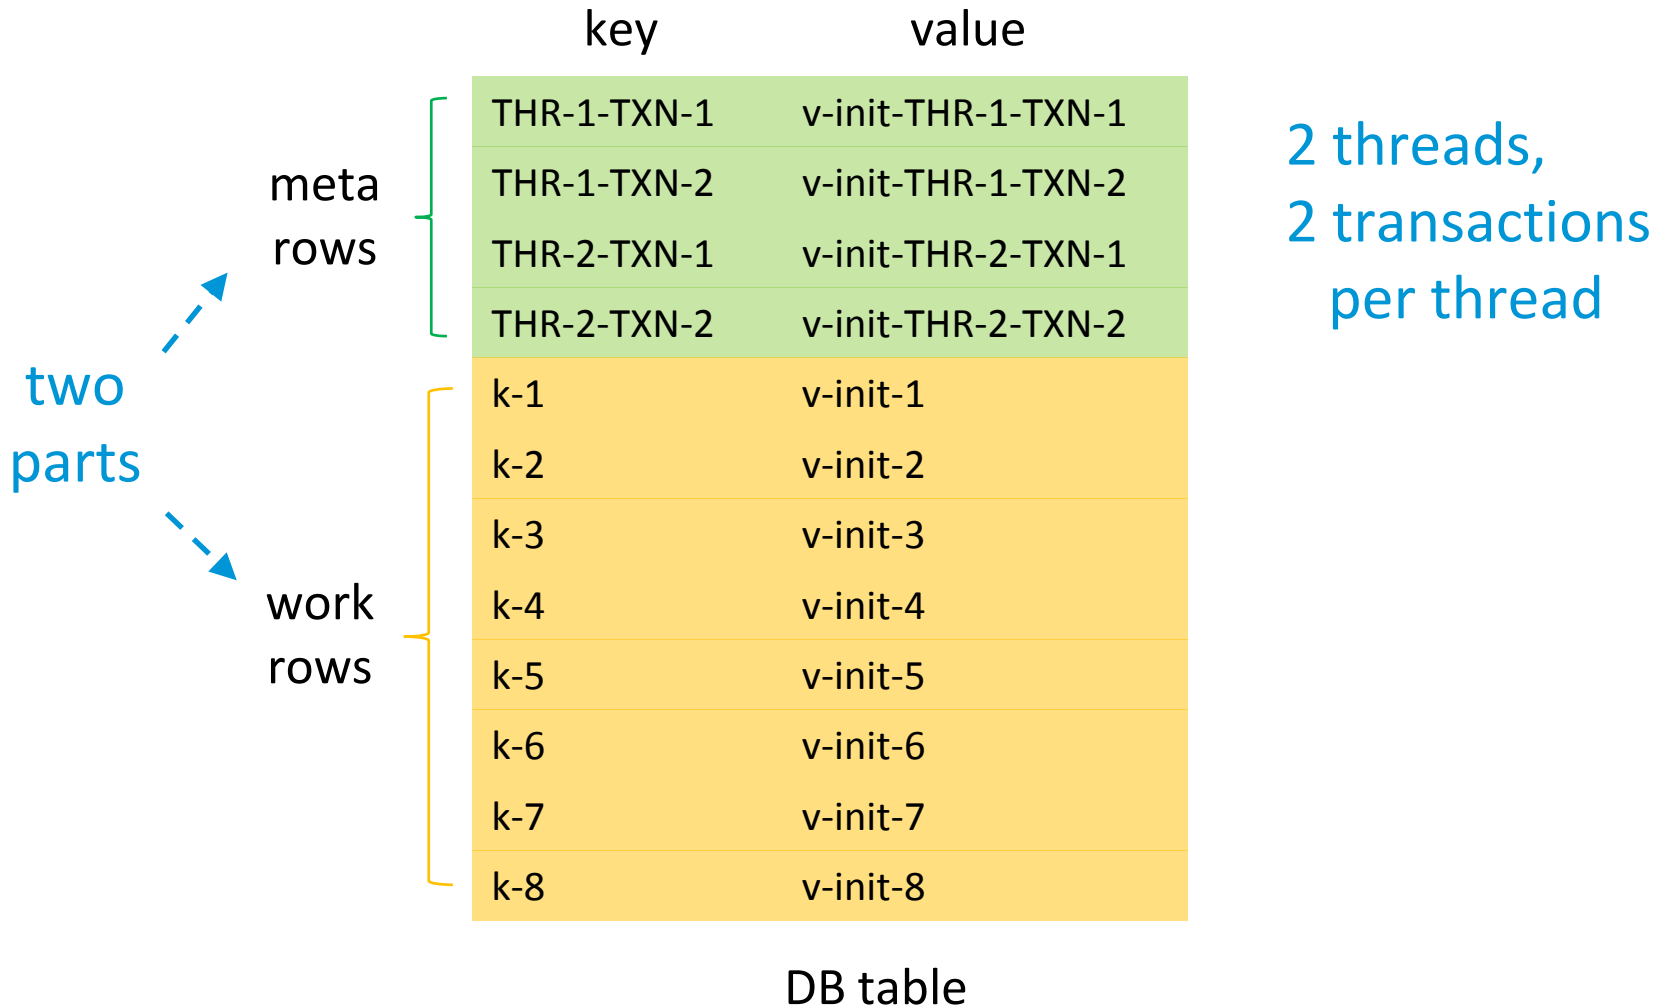 key value
THR-1-TXN-1 v-init-THR-1-TXN-1
THR-1-TXN-2 v-init-THR-1-TXN-2
THR-2-TXN-1 v-init-THR-2-TXN-1
THR-2-TXN-2 v-init-THR-2-TXN-2
k-1 v-init-1
k-2 v-init-2
k-3 v-init-3
k-4 v-init-4
k-5 v-init-5
k-6 v-init-6
k-7 v-init-7
k-8 v-init-8
DB table
meta
rows
work
rows
two
parts
2 threads,
2 transactions
per thread